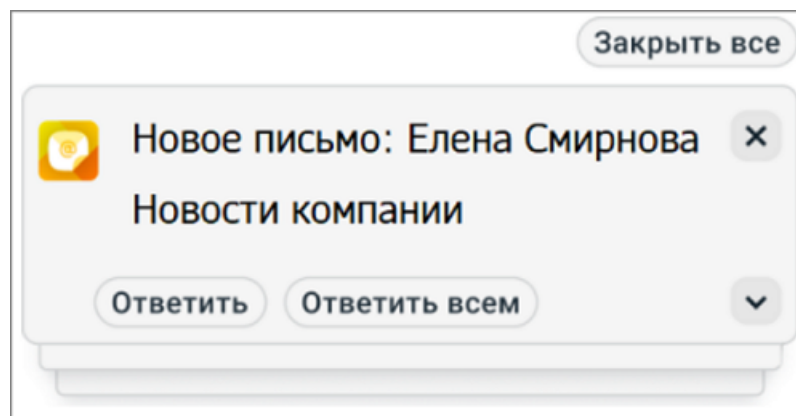 Закрыть все
Новое письмо: Елена Смирнова
Новости компании
Ответить Ответить всем